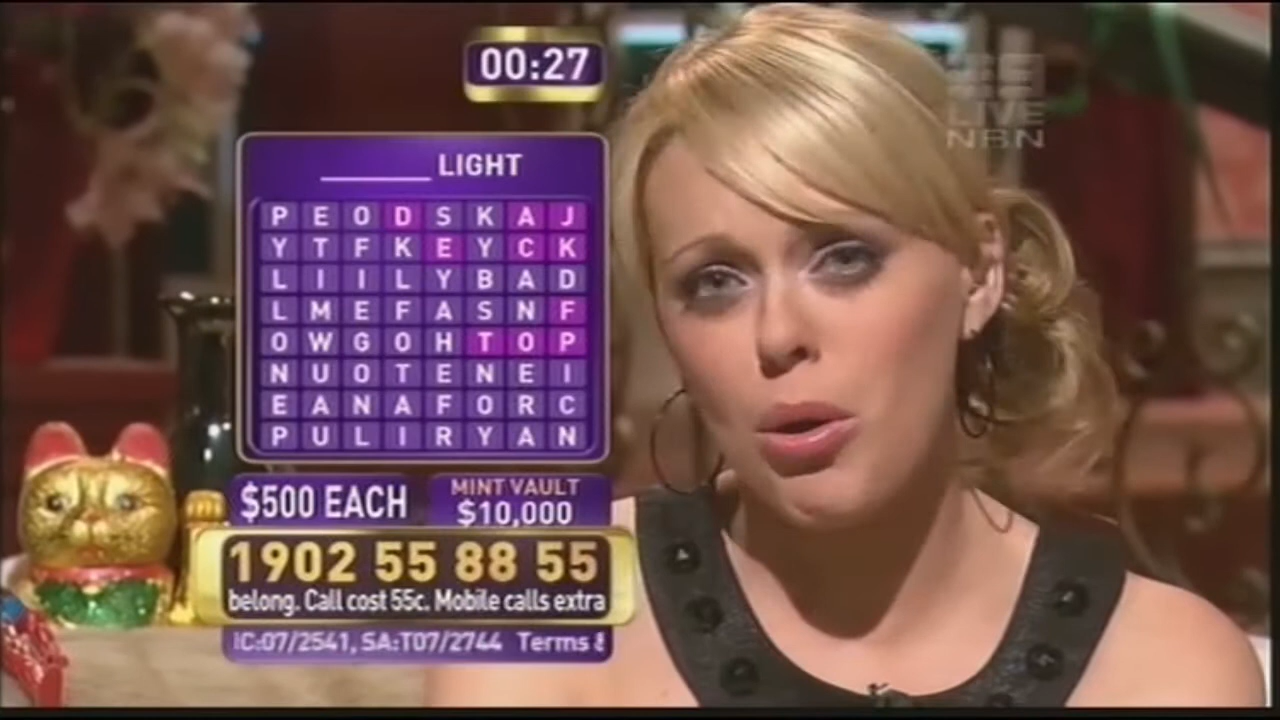 00:27
LIVE
NBN
______ LIGHT
P E O D S K A J
Y T F K E Y C K
L I I L Y B A D
L M E F A S N F
O W G O H T O P
N U O T E N E I
E A N A F O R C
P U L I R Y A N
$500 EACH
MINT VAULT
$10,000
1902 55 88 55
belong. Call cost 55c. Mobile calls extra
IC:07/2541, SA:T07/2744 Terms &